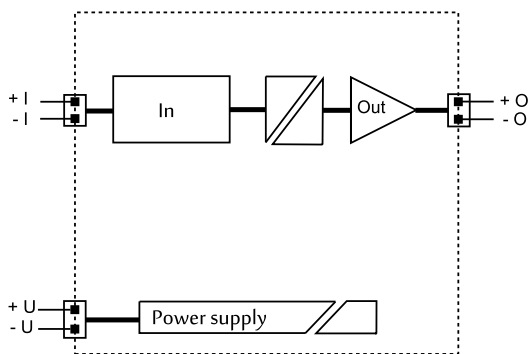 + I
- I
In
Out
+ O
- O
+ U
- U
Power supply